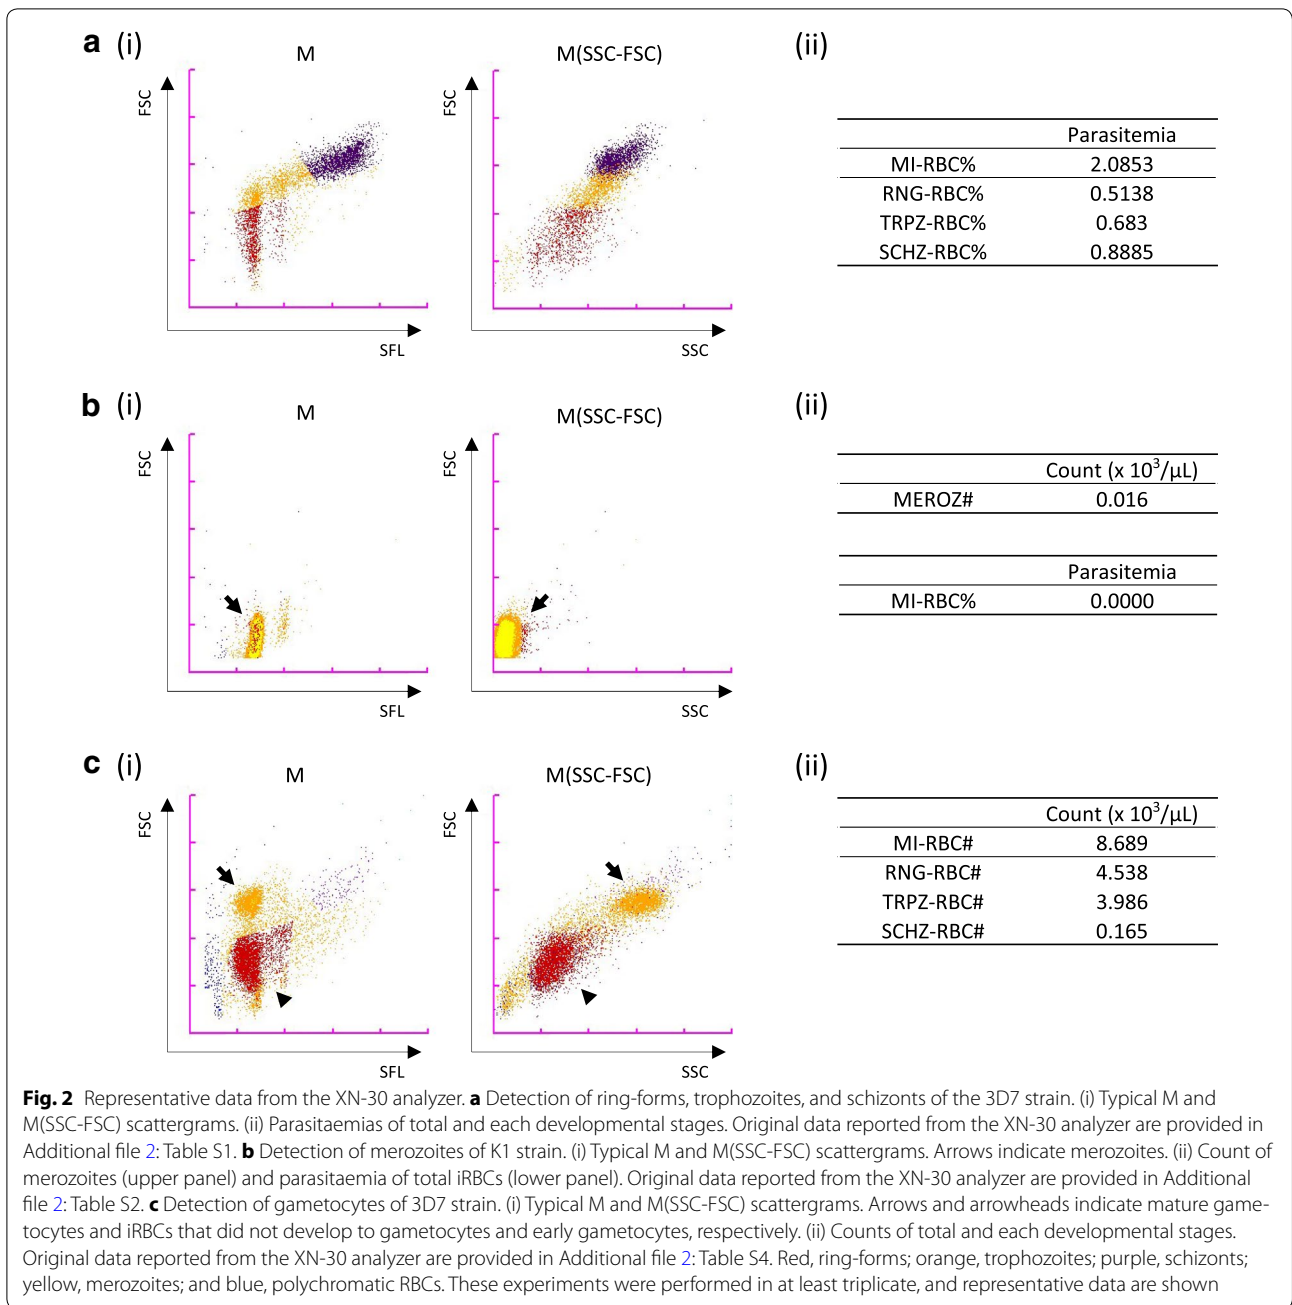 a (i)
M
M(SSC-FSC)
(ii)
FSC
SFL
FSC
SSC
Parasitemia
MI-RBC% 2.0853
RNG-RBC% 0.5138
TRPZ-RBC% 0.683
SCHZ-RBC% 0.8885
b (i)
M
M(SSC-FSC)
(ii)
FSC
SFL
FSC
SSC
Count (x 10³/µL)
MEROZ# 0.016
Parasitemia
MI-RBC% 0.0000
c (i)
M
M(SSC-FSC)
(ii)
FSC
SFL
FSC
SSC
Count (x 10³/µL)
MI-RBC# 8.689
RNG-RBC# 4.538
TRPZ-RBC# 3.986
SCHZ-RBC# 0.165
Fig. 2 Representative data from the XN-30 analyzer. a Detection of ring-forms, trophozoites, and schizonts of the 3D7 strain. (i) Typical M and
M(SSC-FSC) scattergrams. (ii) Parasitaemias of total and each developmental stages. Original data reported from the XN-30 analyzer are provided in
Additional file 2: Table S1. b Detection of merozoites of K1 strain. (i) Typical M and M(SSC-FSC) scattergrams. Arrows indicate merozoites. (ii) Count of
merozoites (upper panel) and parasitaemia of total iRBCs (lower panel). Original data reported from the XN-30 analyzer are provided in Additional
file 2: Table S2. c Detection of gametocytes of 3D7 strain. (i) Typical M and M(SSC-FSC) scattergrams. Arrows and arrowheads indicate mature game-
tocytes and iRBCs that did not develop to gametocytes and early gametocytes, respectively. (ii) Counts of total and each developmental stages.
Original data reported from the XN-30 analyzer are provided in Additional file 2: Table S4. Red, ring-forms; orange, trophozoites; purple, schizonts;
yellow, merozoites; and blue, polychromatic RBCs. These experiments were performed in at least triplicate, and representative data are shown